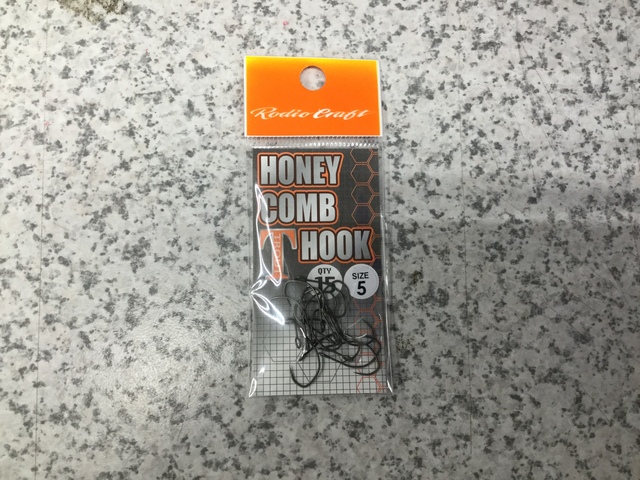 Rodio Craft
HONEY
COMB
T HOOK
QTY
15
SIZE
5